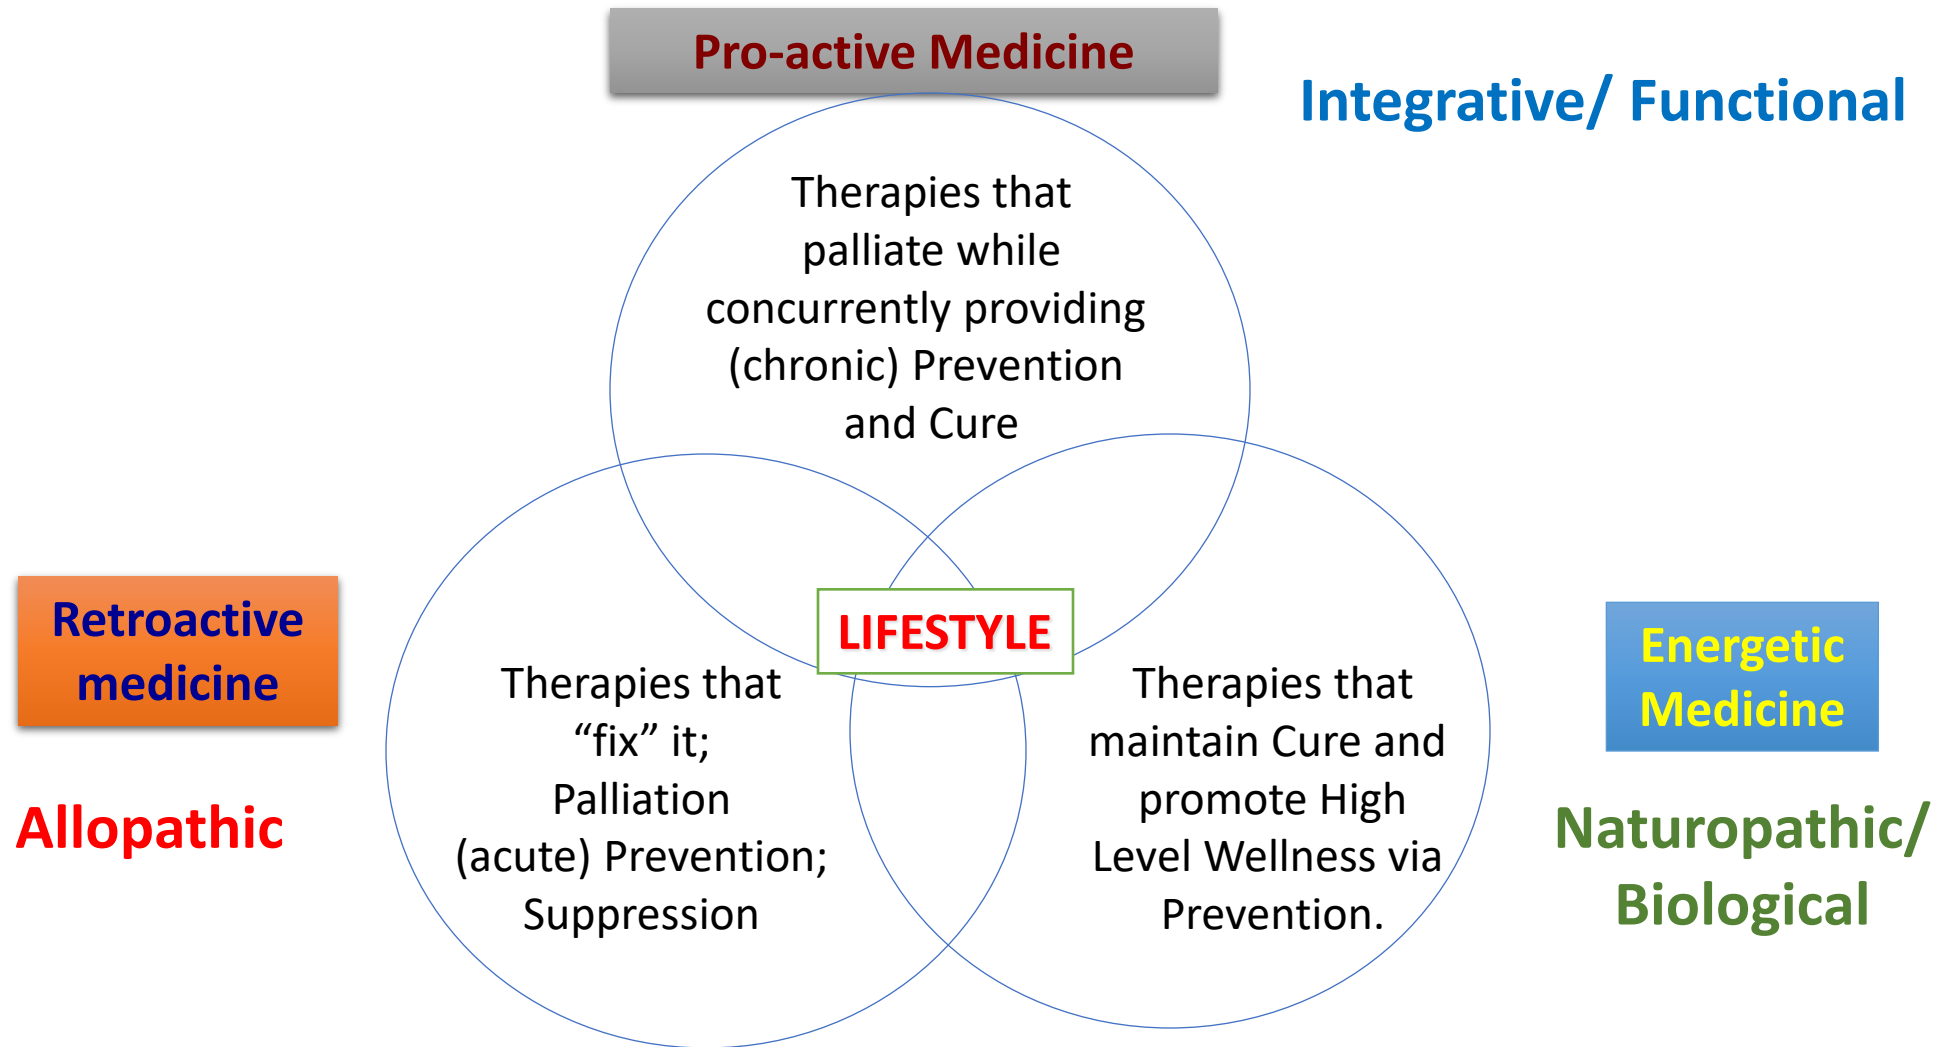 Pro-active Medicine
Integrative/ Functional
Therapies that
palliate while
concurrently providing
(chronic) Prevention
and Cure
LIFESTYLE
Retroactive
medicine
Allopathic
Therapies that
“fix” it;
Palliation
(acute) Prevention;
Suppression
Therapies that
maintain Cure and
promote High
Level Wellness via
Prevention.
Energetic
Medicine
Naturopathic/
Biological